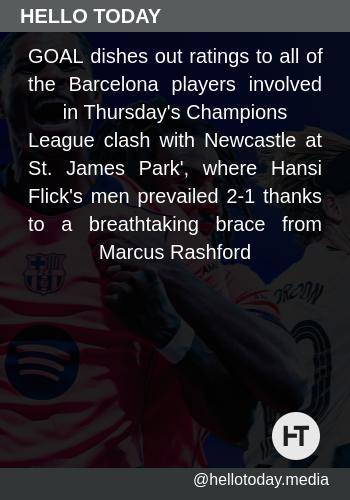 HELLO TODAY
GOAL dishes out ratings to all of
the Barcelona players involved
in Thursday's Champions
League clash with Newcastle at
St. James Park', where Hansi
Flick's men prevailed 2-1 thanks
to a breathtaking brace from
Marcus Rashford
HT
@hellotoday.media